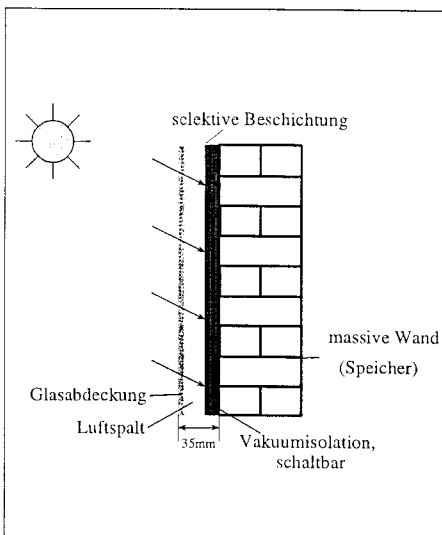 selektive Beschichtung
massive Wand
(Speicher)
Glasabdeckung
Luftspalt
35mm
Vakuumisolation,
schaltbar